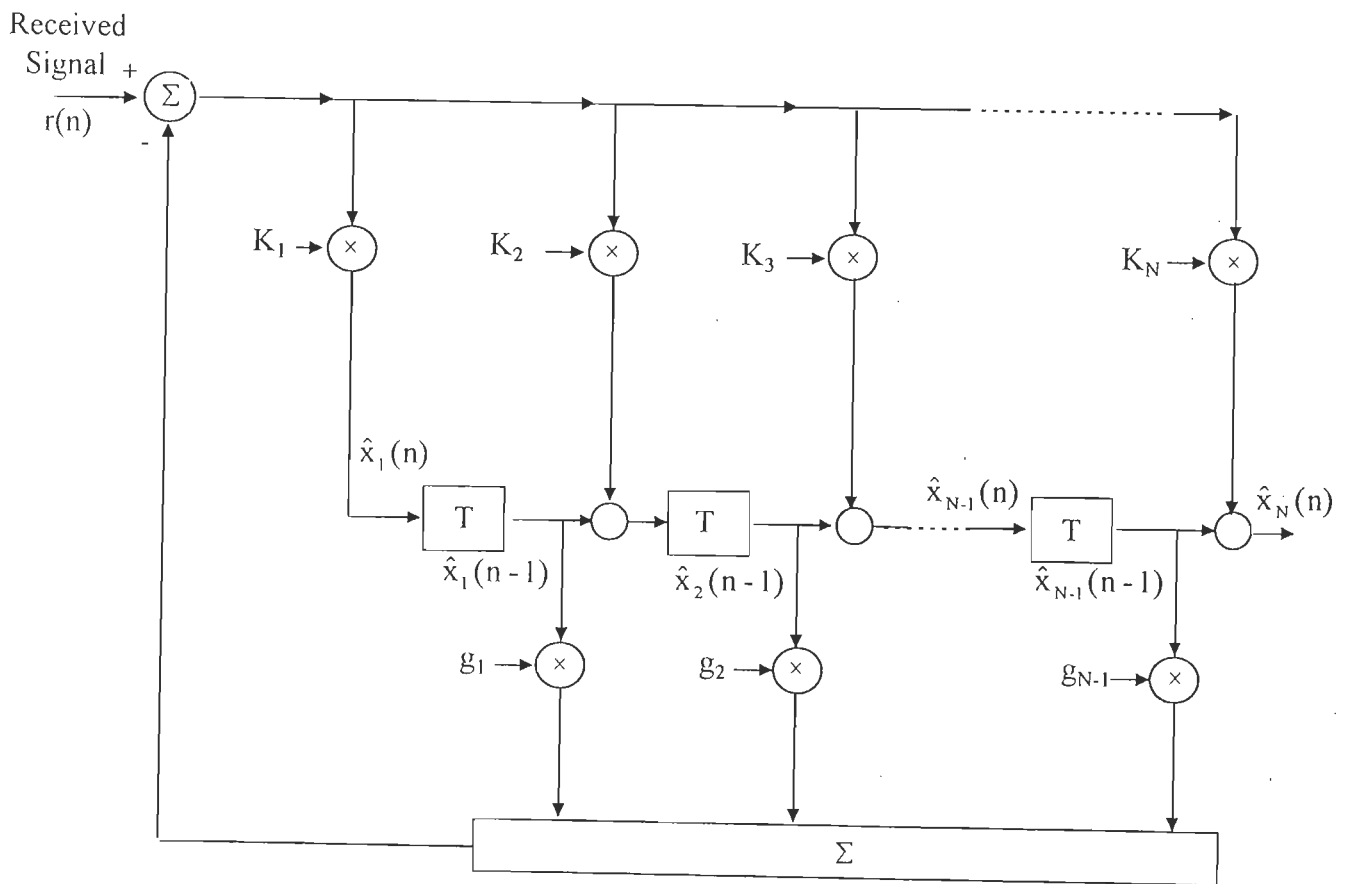 Received
Signal +
Σ
r(n)
-
K₁ ×
K₂ ×
K₃ ×
K_N ×
x̂₁(n)
x̂_{N-1}(n)
x̂_N(n)
T
T
T
x̂₁(n-1)
x̂₂(n-1)
x̂_{N-1}(n-1)
g₁ ×
g₂ ×
g_{N-1} ×
Σ